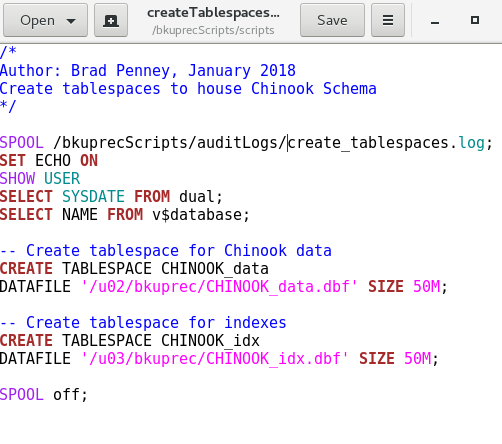 Open
createTablespaces...
/bkuprecScripts/scripts
Save
/*
Author: Brad Penney, January 2018
Create tablespaces to house Chinook Schema
*/
SPOOL /bkuprecScripts/auditLogs/create_tablespaces.log;
SET ECHO ON
SHOW USER
SELECT SYSDATE FROM dual;
SELECT NAME FROM v$database;
-- Create tablespace for Chinook data
CREATE TABLESPACE CHINOOK_data
DATAFILE '/u02/bkuprec/CHINOOK_data.dbf' SIZE 50M;
-- Create tablespace for indexes
CREATE TABLESPACE CHINOOK_idx
DATAFILE '/u03/bkuprec/CHINOOK_idx.dbf' SIZE 50M;
SPOOL off;